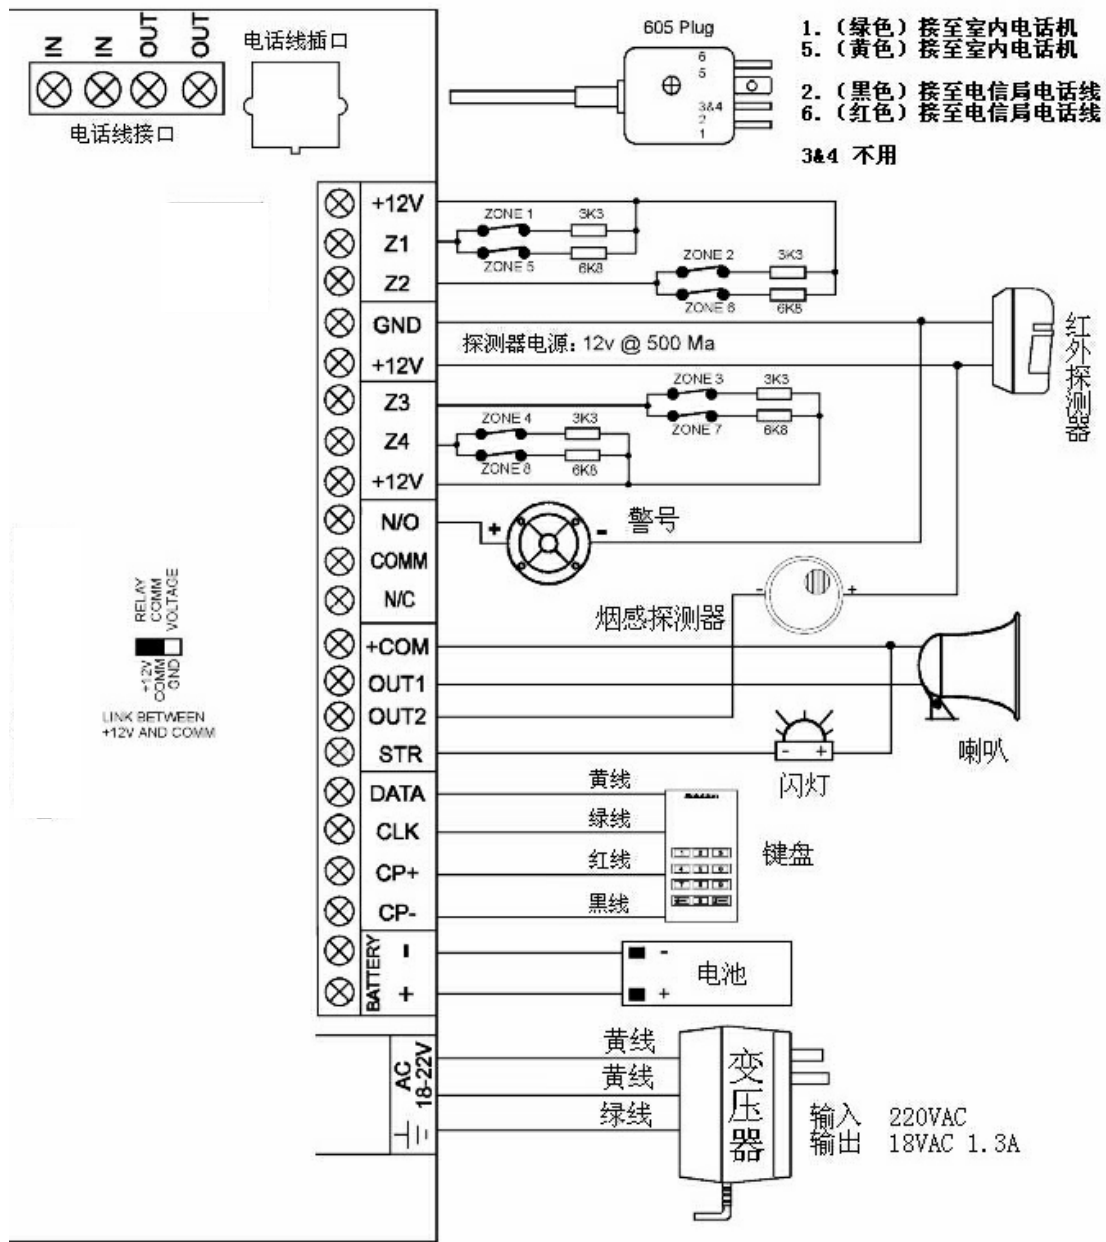 IN IN OUT OUT
电话线插口
电话线接口
605 Plug
6
5
3&4
2
1
1.（绿色）接至室内电话机
5.（黄色）接至室内电话机
2.（黑色）接至电信局电话线
6.（红色）接至电信局电话线
3&4 不用
+12V
Z1
Z2
GND
+12V
Z3
Z4
+12V
N/O
COMM
N/C
+COM
OUT1
OUT2
STR
DATA
CLK
CP+
CP-
BATTERY
-
+
AC
18-22V
ZONE 1 3K3
ZONE 5 6K8
ZONE 2 3K3
ZONE 6 6K8
探测器电源: 12v @ 500 Ma
红外探测器
ZONE 3 3K3
ZONE 7 6K8
ZONE 4 3K3
ZONE 8 6K8
+ - 警号
- +
烟感探测器
喇叭
- +
闪灯
RELAY
COMM
VOLTAGE
+12V
COMM
GND
LINK BETWEEN
+12V AND COMM
黄线
绿线
红线
黑线
1 2 3
4 5 6
7 8 9
键盘
-
+
电池
黄线
黄线
绿线
变压器
输入 220VAC
输出 18VAC 1.3A